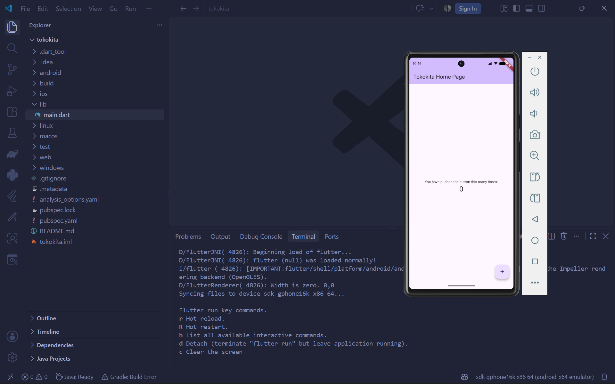 File Edit Selection View Go Run ···
tokokita
Sign In
Explorer
tokokita
.dart_tool
.idea
android
build
ios
lib
main.dart
linux
macos
test
web
windows
.gitignore
.metadata
analysis_options.yaml
pubspec.lock
pubspec.yaml
README.md
tokokita.iml
Outline
Timeline
Dependencies
Java Projects
Tokokita Home Page
You have pushed the button this many times:
0
+
Problems Output Debug Console Terminal Ports
D/FlutterJNI( 4826): Beginning load of flutter...
D/FlutterJNI( 4826): flutter (null) was loaded normally!
I/flutter ( 4826): [IMPORTANT:flutter/shell/platform/android/and
the Impeller rend
ering backend (OpenGLES).
D/FlutterRenderer( 4826): Width is zero. 0,0
Syncing files to device sdk gphone16k x86 64...
Flutter run key commands.
r Hot reload.
R Hot restart.
h List all available interactive commands.
d Detach (terminate "flutter run" but leave application running).
c Clear the screen
0 0 Java: Ready Gradle: Build Error
sdk gphone16k x86 64 (android-x64 emulator)